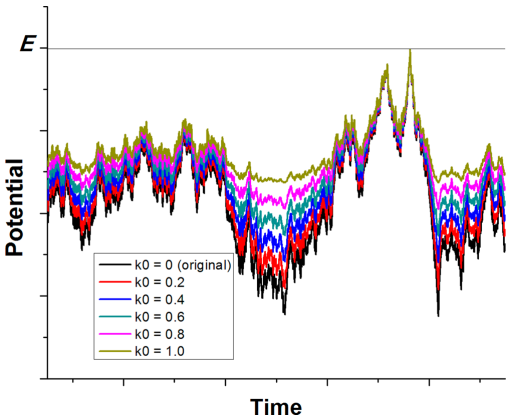 E
Potential
k0 = 0 (original)
k0 = 0.2
k0 = 0.4
k0 = 0.6
k0 = 0.8
k0 = 1.0
Time